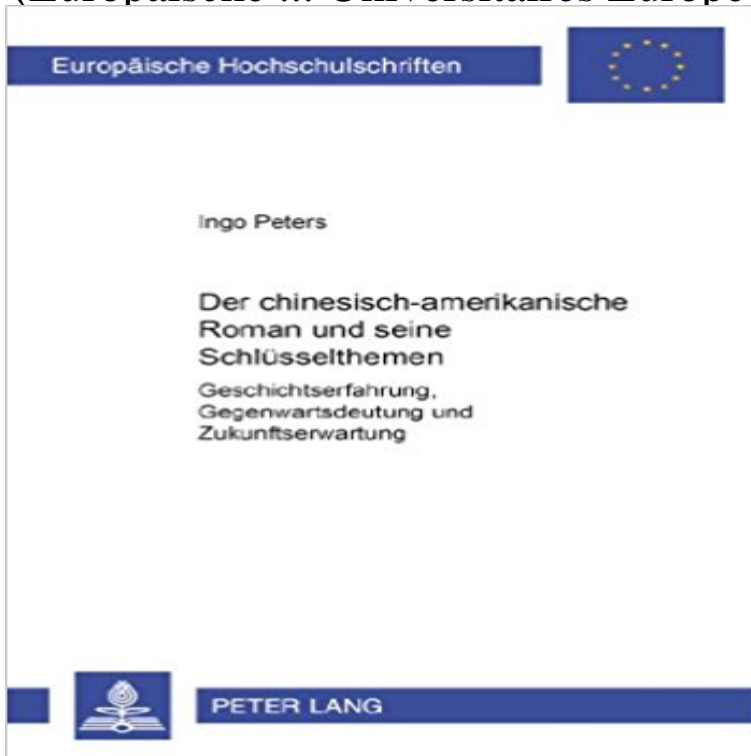 Europäische Hochschulschriften
Ingo Peters
Der chinesisch-amerikanische
Roman und seine
Schlüsselthemen
Geschichtserfahrung,
Gegenwartsdeutung und
Zukunftserwartung
PETER LANG